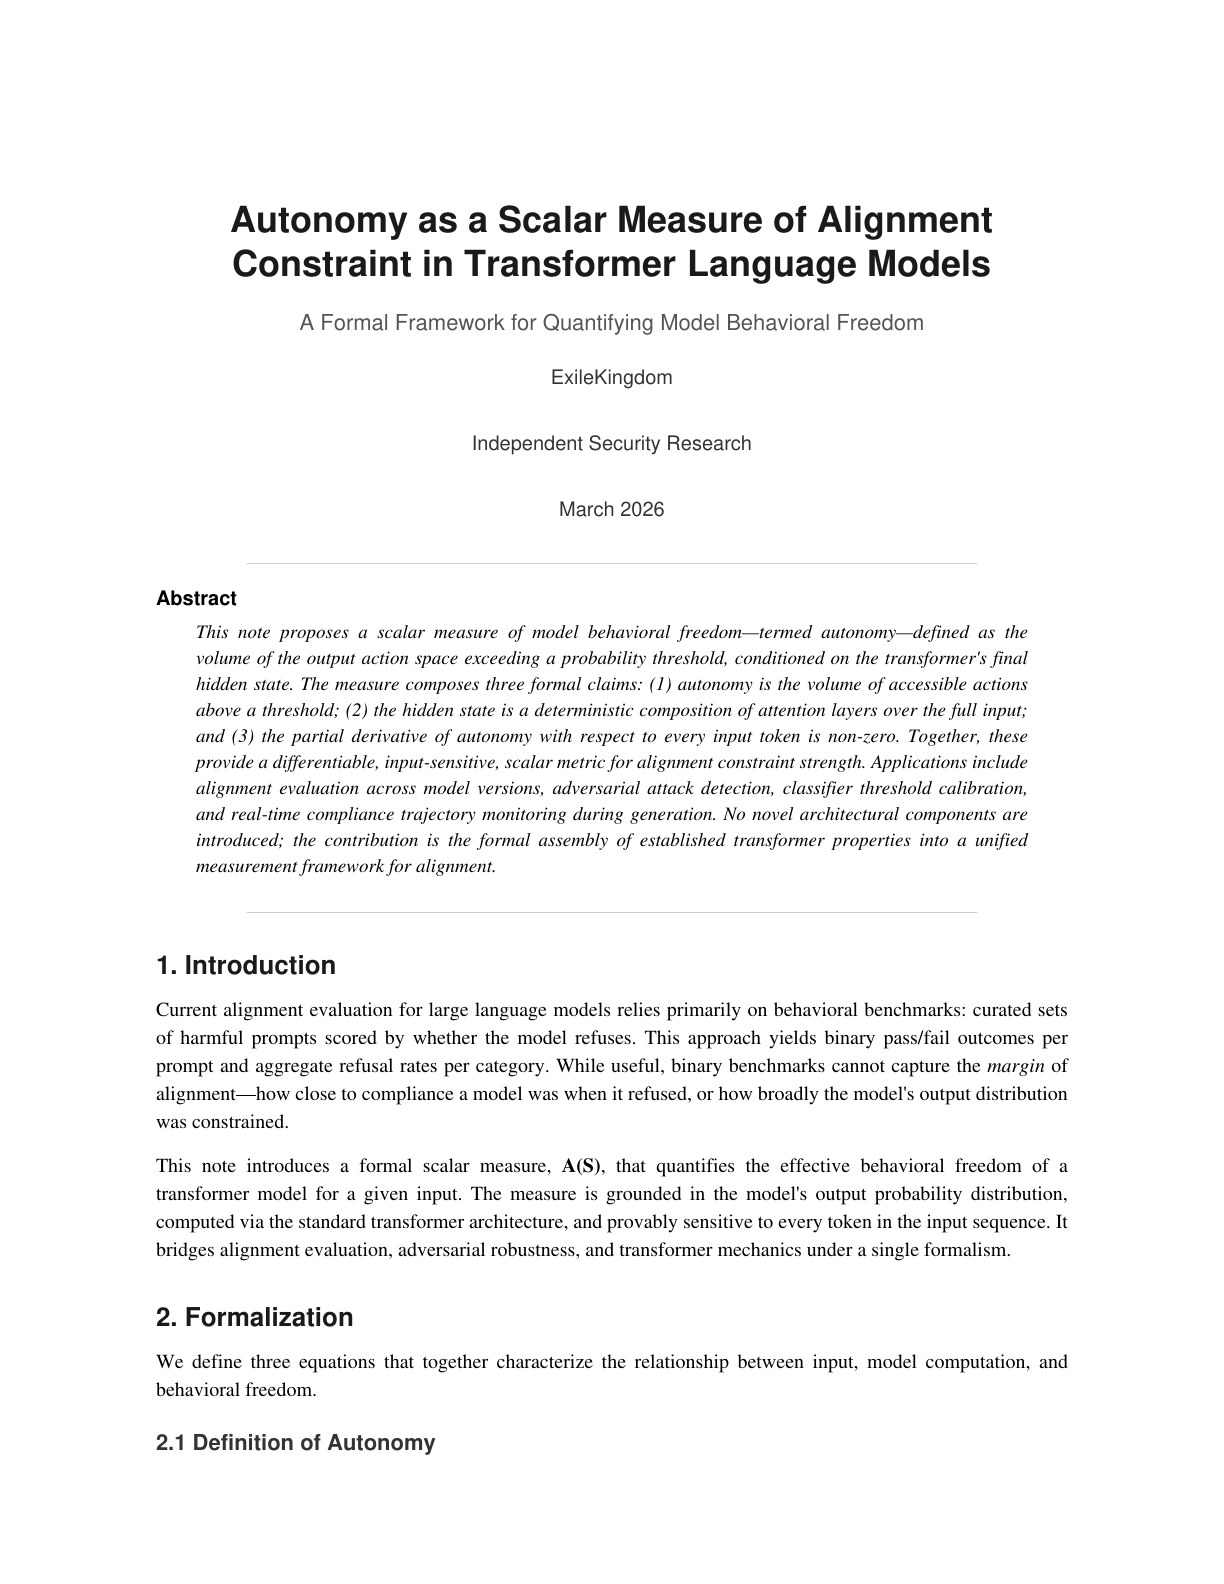 Autonomy as a Scalar Measure of Alignment
Constraint in Transformer Language Models
A Formal Framework for Quantifying Model Behavioral Freedom
ExileKingdom
Independent Security Research
March 2026
Abstract
This note proposes a scalar measure of model behavioral freedom—termed autonomy—defined as the
volume of the output action space exceeding a probability threshold, conditioned on the transformer's final
hidden state. The measure composes three formal claims: (1) autonomy is the volume of accessible actions
above a threshold; (2) the hidden state is a deterministic composition of attention layers over the full input;
and (3) the partial derivative of autonomy with respect to every input token is non-zero. Together, these
provide a differentiable, input-sensitive, scalar metric for alignment constraint strength. Applications include
alignment evaluation across model versions, adversarial attack detection, classifier threshold calibration,
and real-time compliance trajectory monitoring during generation. No novel architectural components are
introduced; the contribution is the formal assembly of established transformer properties into a unified
measurement framework for alignment.
1. Introduction
Current alignment evaluation for large language models relies primarily on behavioral benchmarks: curated sets
of harmful prompts scored by whether the model refuses. This approach yields binary pass/fail outcomes per
prompt and aggregate refusal rates per category. While useful, binary benchmarks cannot capture the margin of
alignment—how close to compliance a model was when it refused, or how broadly the model's output distribution
was constrained.
This note introduces a formal scalar measure, A(S), that quantifies the effective behavioral freedom of a
transformer model for a given input. The measure is grounded in the model's output probability distribution,
computed via the standard transformer architecture, and provably sensitive to every token in the input sequence. It
bridges alignment evaluation, adversarial robustness, and transformer mechanics under a single formalism.
2. Formalization
We define three equations that together characterize the relationship between input, model computation, and
behavioral freedom.
2.1 Definition of Autonomy